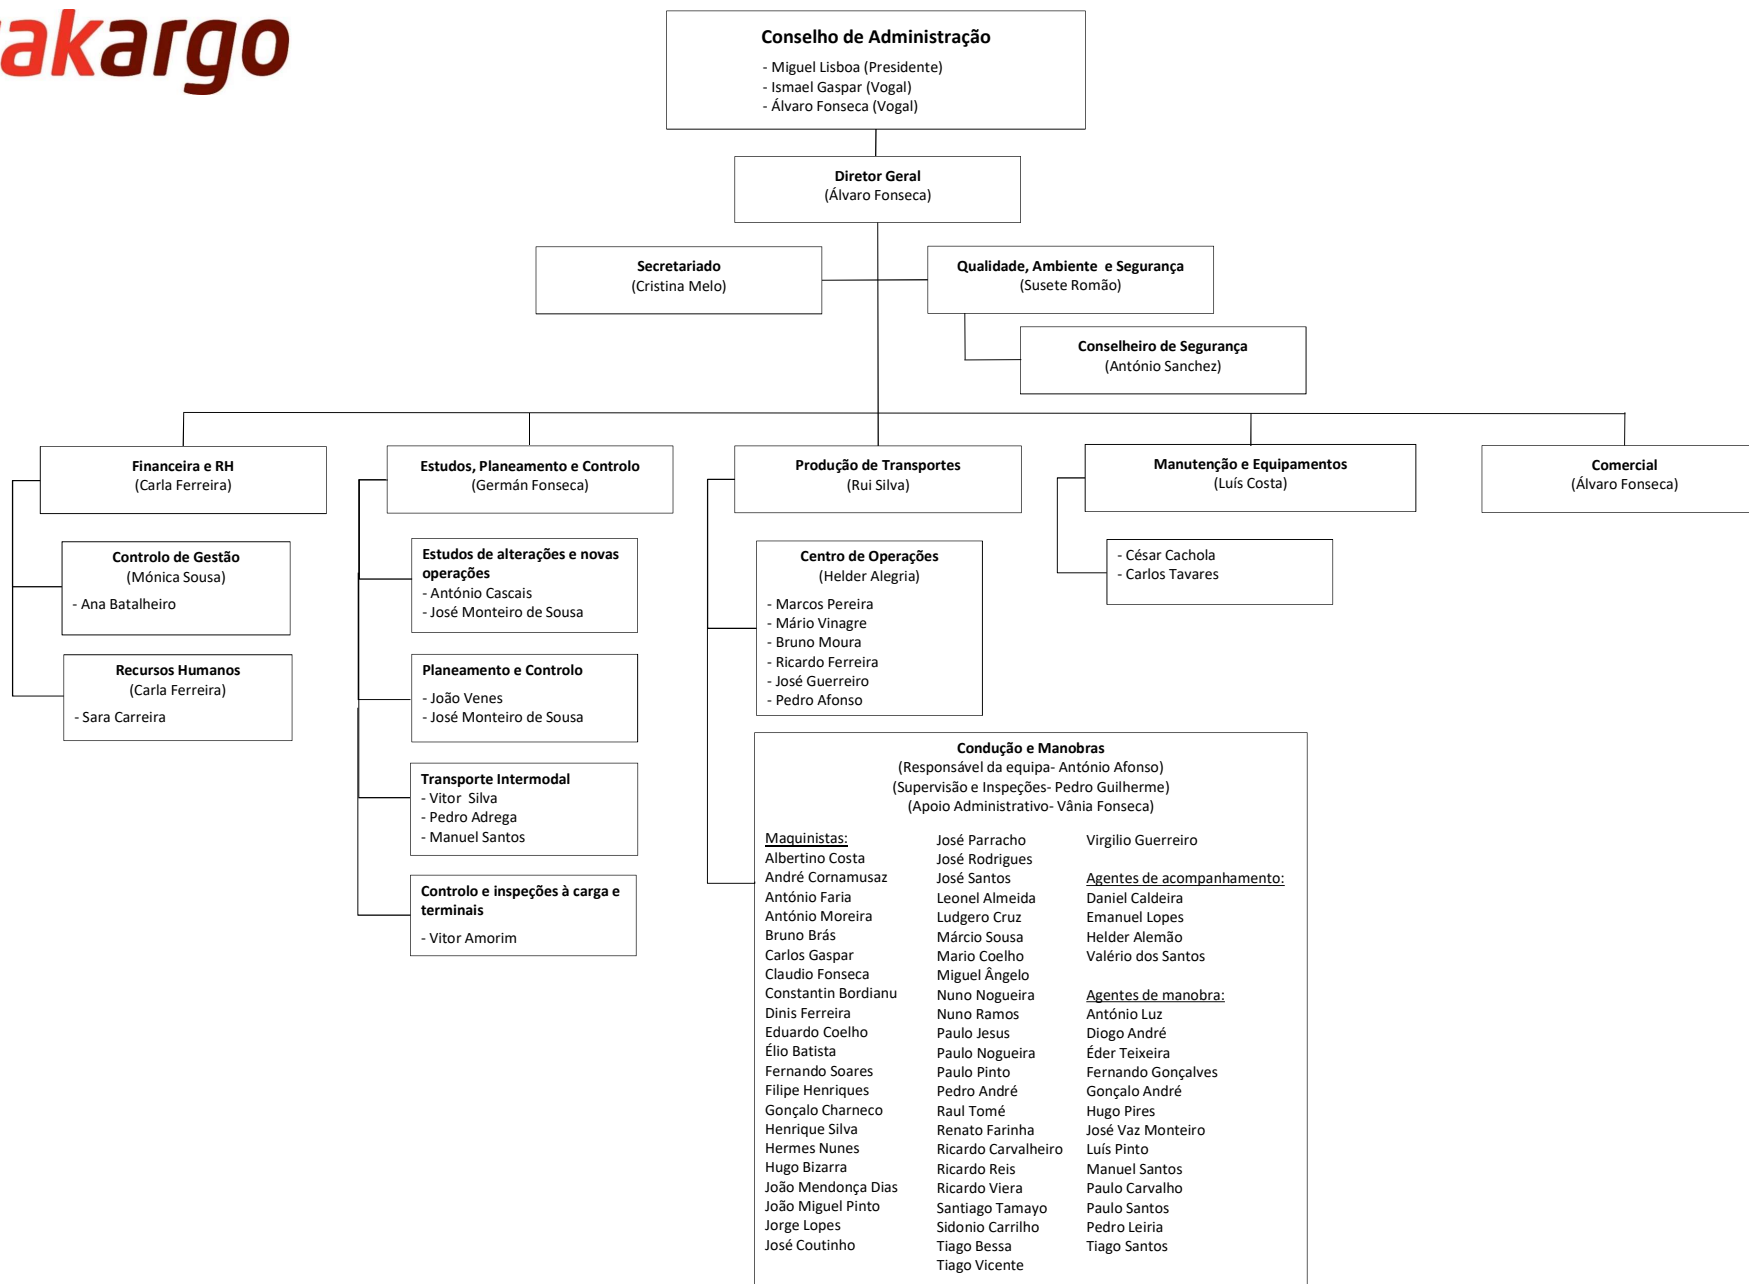 akargo
Conselho de Administração
- Miguel Lisboa (Presidente)
- Ismael Gaspar (Vogal)
- Álvaro Fonseca (Vogal)
Diretor Geral
(Álvaro Fonseca)
Secretariado
(Cristina Melo)
Qualidade, Ambiente e Segurança
(Susete Romão)
Conselheiro de Segurança
(António Sanchez)
Financeira e RH
(Carla Ferreira)
Controlo de Gestão
(Mónica Sousa)
- Ana Batalheiro
Recursos Humanos
(Carla Ferreira)
- Sara Carreira
Estudos, Planeamento e Controlo
(Germán Fonseca)
Estudos de alterações e novas
operações
- António Cascais
- José Monteiro de Sousa
Planeamento e Controlo
- João Venes
- José Monteiro de Sousa
Transporte Intermodal
- Vitor Silva
- Pedro Adrega
- Manuel Santos
Controlo e inspeções à carga e
terminais
- Vitor Amorim
Produção de Transportes
(Rui Silva)
Centro de Operações
(Helder Alegria)
- Marcos Pereira
- Mário Vinagre
- Bruno Moura
- Ricardo Ferreira
- José Guerreiro
- Pedro Afonso
Condução e Manobras
(Responsável da equipa- António Afonso)
(Supervisão e Inspeções- Pedro Guilherme)
(Apoio Administrativo- Vânia Fonseca)
Maquinistas:
Albertino Costa
André Cornamusaz
António Faria
António Moreira
Bruno Brás
Carlos Gaspar
Claudio Fonseca
Constantin Bordianu
Dinis Ferreira
Eduardo Coelho
Élio Batista
Fernando Soares
Filipe Henriques
Gonçalo Charneco
Henrique Silva
Hermes Nunes
Hugo Bizarra
João Mendonça Dias
João Miguel Pinto
Jorge Lopes
José Coutinho
José Parracho
José Rodrigues
José Santos
Leonel Almeida
Ludgero Cruz
Márcio Sousa
Mario Coelho
Miguel Ângelo
Nuno Nogueira
Nuno Ramos
Paulo Jesus
Paulo Nogueira
Paulo Pinto
Pedro André
Raul Tomé
Renato Farinha
Ricardo Carvalheiro
Ricardo Reis
Ricardo Viera
Santiago Tamayo
Sidonio Carrilho
Tiago Bessa
Tiago Vicente
Virgilio Guerreiro
Agentes de acompanhamento:
Daniel Caldeira
Emanuel Lopes
Helder Alemão
Valério dos Santos
Agentes de manobra:
António Luz
Diogo André
Éder Teixeira
Fernando Gonçalves
Gonçalo André
Hugo Pires
José Vaz Monteiro
Luís Pinto
Manuel Santos
Paulo Carvalho
Paulo Santos
Pedro Leiria
Tiago Santos
Manutenção e Equipamentos
(Luís Costa)
- César Cachola
- Carlos Tavares
Comercial
(Álvaro Fonseca)